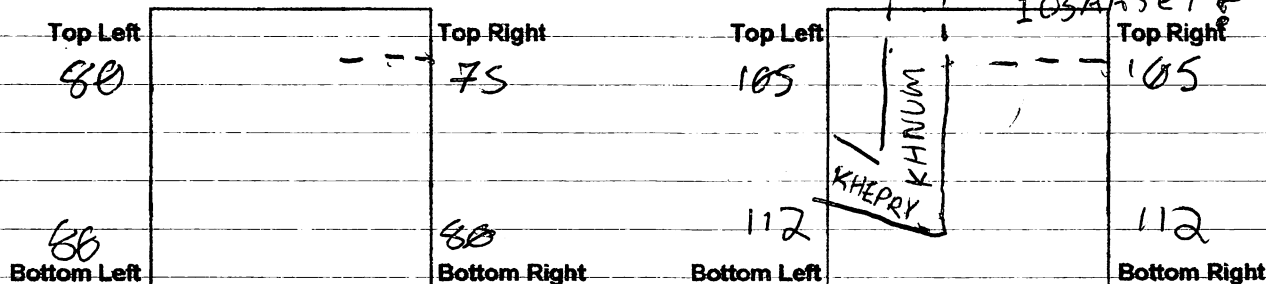 Top Left Top Right Top Left Top Right
80 75 105 105
KHNUM
KHEPRY
86 80 112 112
Bottom Left Bottom Right Bottom Left Bottom Right